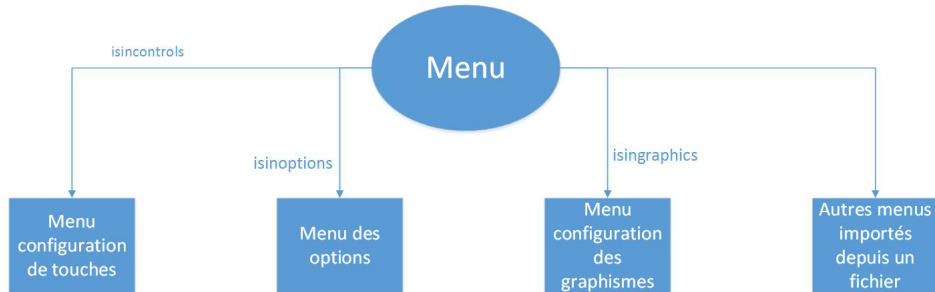 Menu
isincontrols
isinoptions
isingraphics
Menu
configuration
de touches
Menu des
options
Menu
configuration
des
graphismes
Autres menus
importés
depuis un
fichier